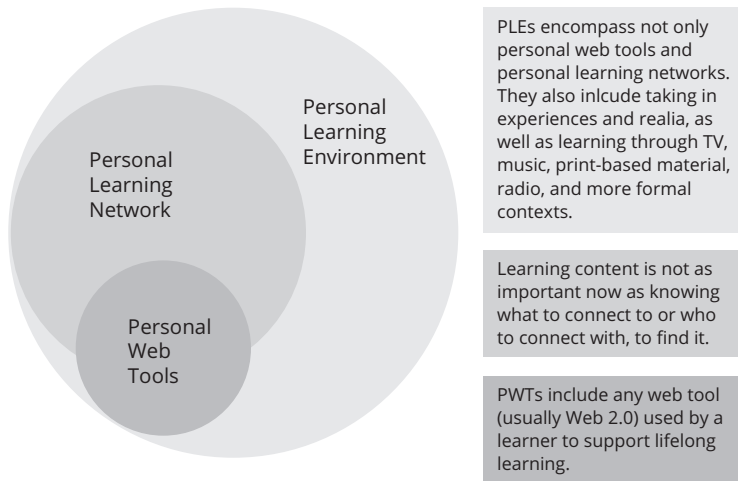 Personal
Learning
Environment
Personal
Learning
Network
Personal
Web
Tools
PLEs encompass not only
personal web tools and
personal learning networks.
They also inlcude taking in
experiences and realia, as
well as learning through TV,
music, print-based material,
radio, and more formal
contexts.
Learning content is not as
important now as knowing
what to connect to or who
to connect with, to find it.
PWTs include any web tool
(usually Web 2.0) used by a
learner to support lifelong
learning.